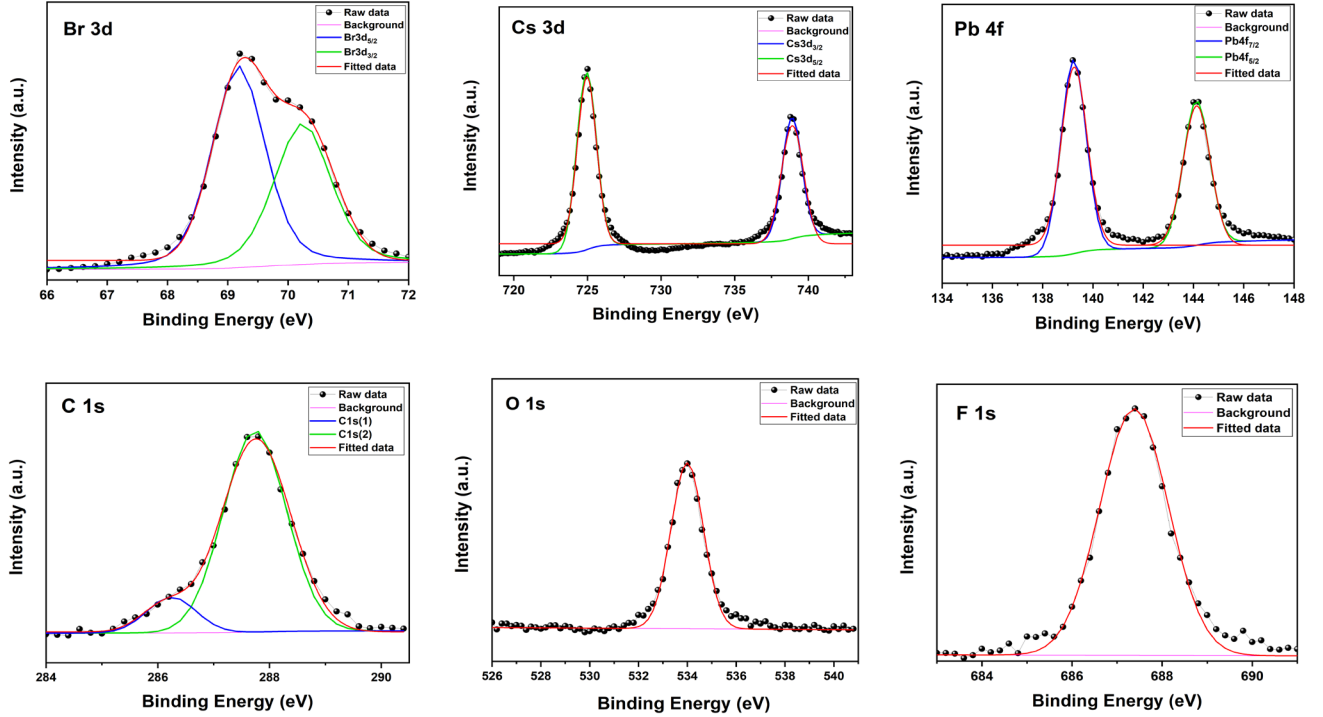 Br 3d
Raw data
Background
Br3d5/2
Br3d3/2
Fitted data
Intensity (a.u.)
66 67 68 69 70 71 72
Binding Energy (eV)
Cs 3d
Raw data
Background
Cs3d3/2
Cs3d5/2
Fitted data
Intensity (a.u.)
720 725 730 735 740
Binding Energy (eV)
Pb 4f
Raw data
Background
Pb4f7/2
Pb4f5/2
Fitted data
Intensity (a.u.)
134 136 138 140 142 144 146 148
Binding Energy (eV)
C 1s
Raw data
Background
C1s(1)
C1s(2)
Fitted data
Intensity (a.u.)
284 286 288 290
Binding Energy (eV)
O 1s
Raw data
Background
Fitted data
Intensity (a.u.)
526 528 530 532 534 536 538 540
Binding Energy (eV)
F 1s
Raw data
Background
Fitted data
Intensity (a.u.)
684 686 688 690
Binding Energy (eV)